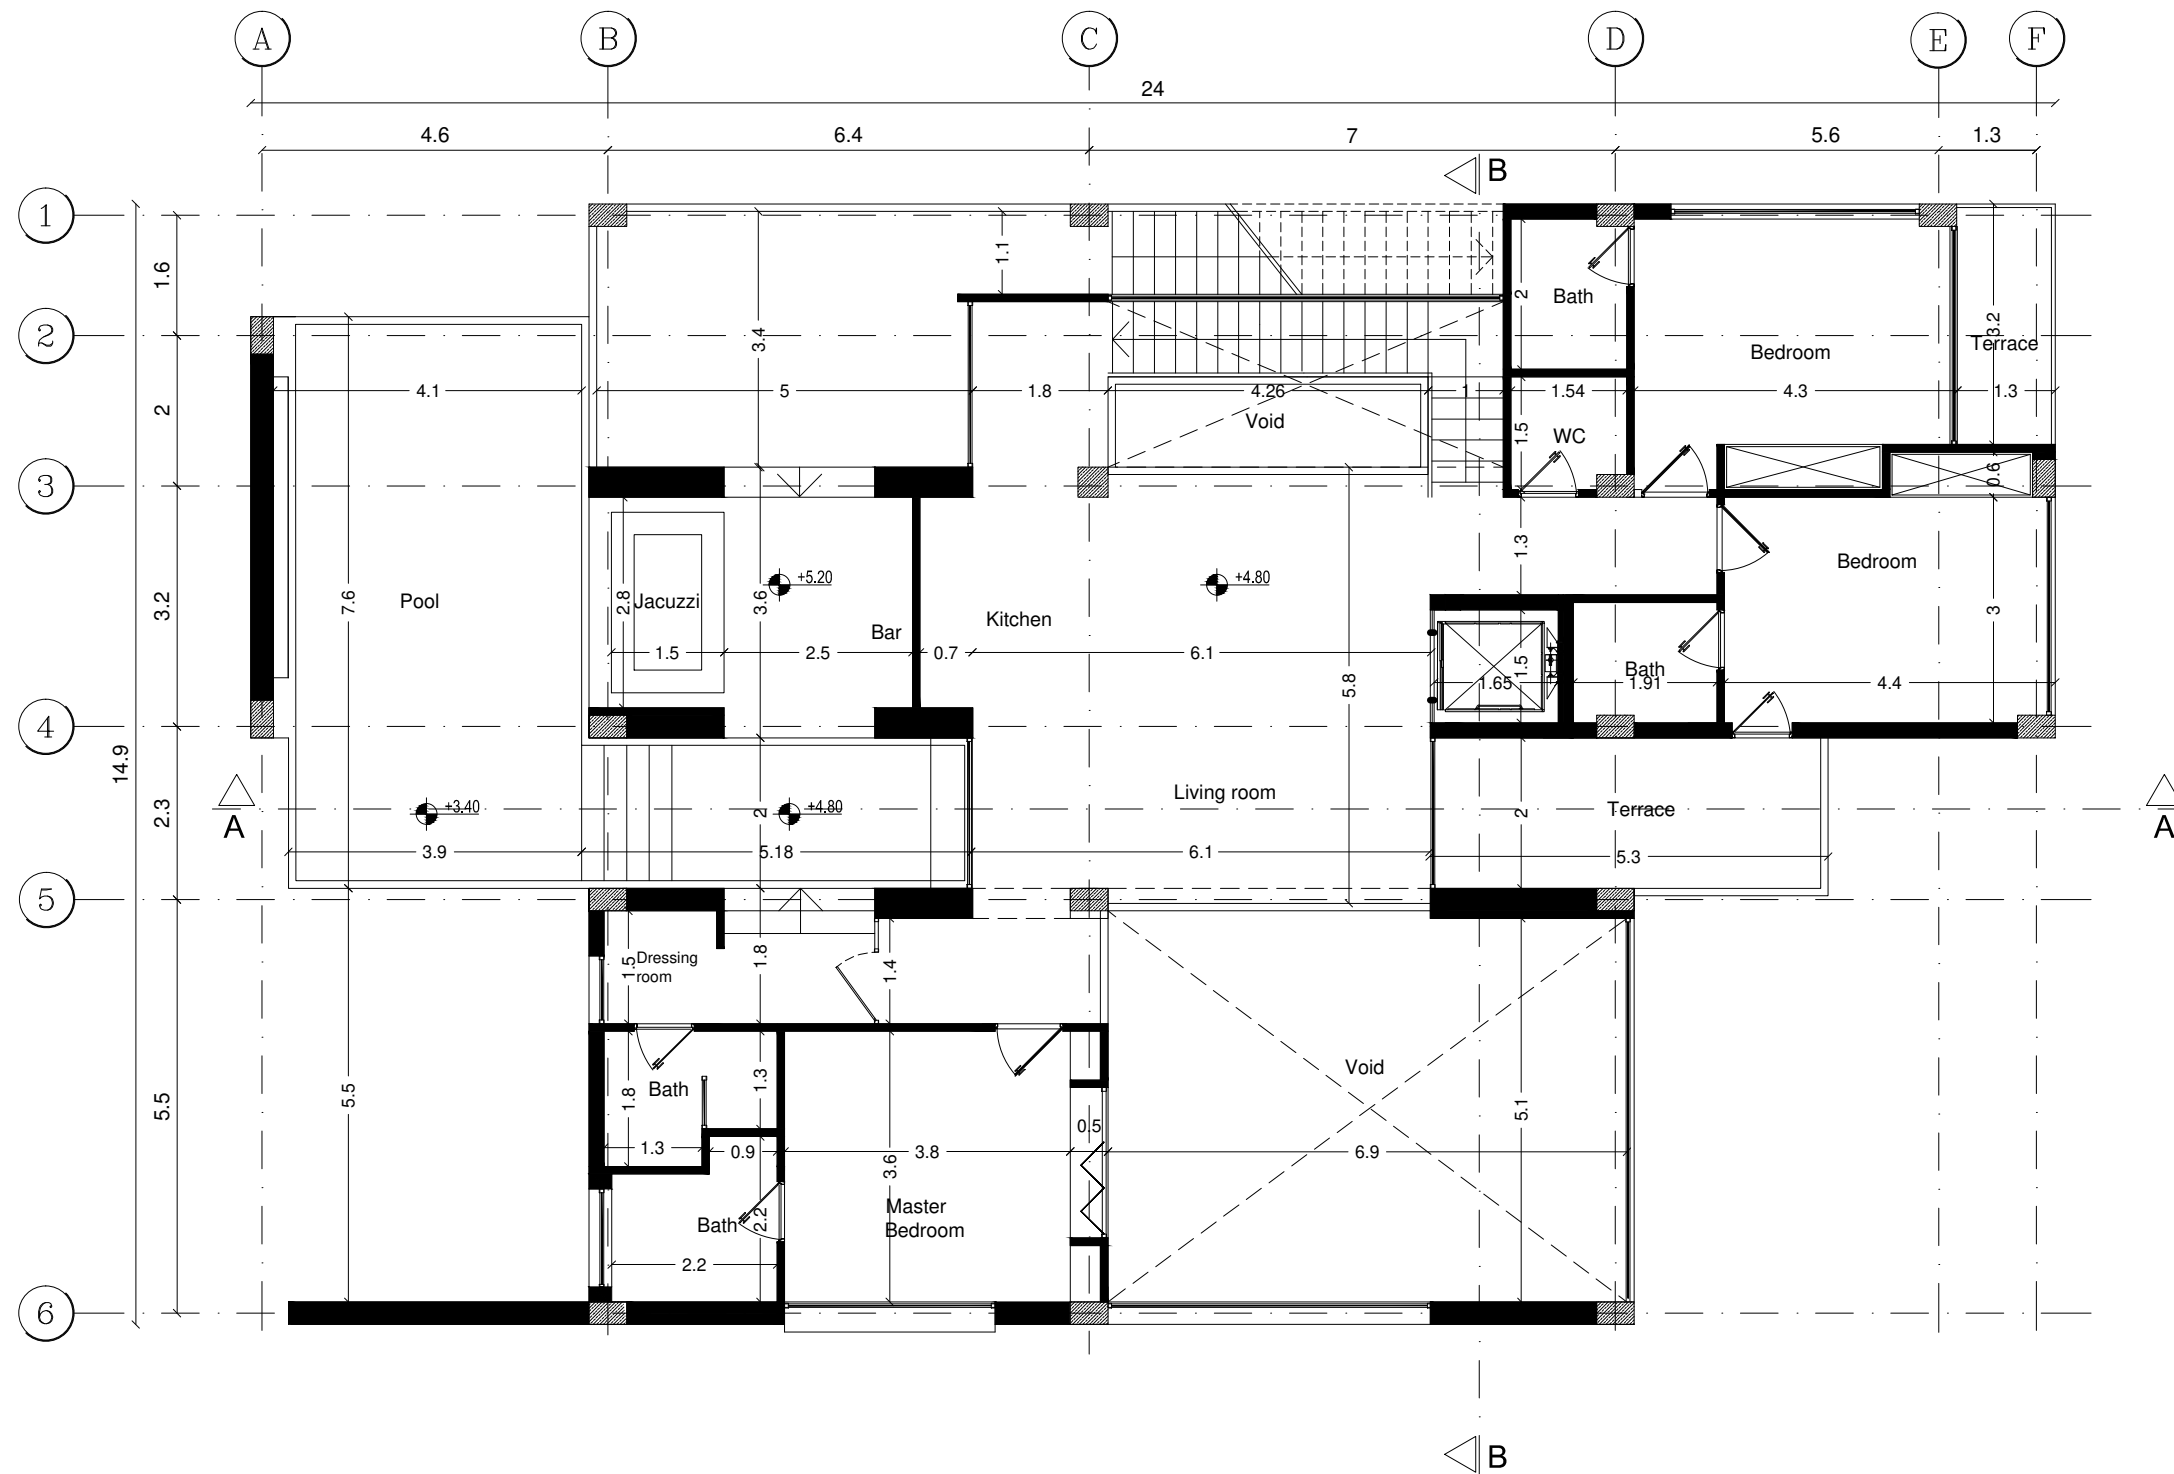 A B C D E F
24
4.6 6.4 7 5.6 1.3
B
1
1.6 1.1
2 Bath
2
3.4 3.2
Terrace
Bedroom
2 4.1 5 1.8 4.26 1 1.54 4.3 1.3
Void
1.5 WC
3
0.6
1.3
Bedroom
+5.20 +4.80
3.2 Pool 7.6 2.8 Jacuzzi 3.6
3
Kitchen
Bar
1.5 2.5 0.7 6.1
5.8
1.65 1.5 Bath
1.91 4.4
4
14.9
Living room
2.3 +3.40 +4.80 2 2 Terrace
A A
3.9 5.18 6.1 5.3
5
1.5 Dressing
room
1.8 1.4
Void
Bath
1.8 1.3
5.5 5.5 5.1
0.5
1.3 0.9 3.8 6.9
3.6
Master
Bedroom
Bath 2.2
2.2
6
B